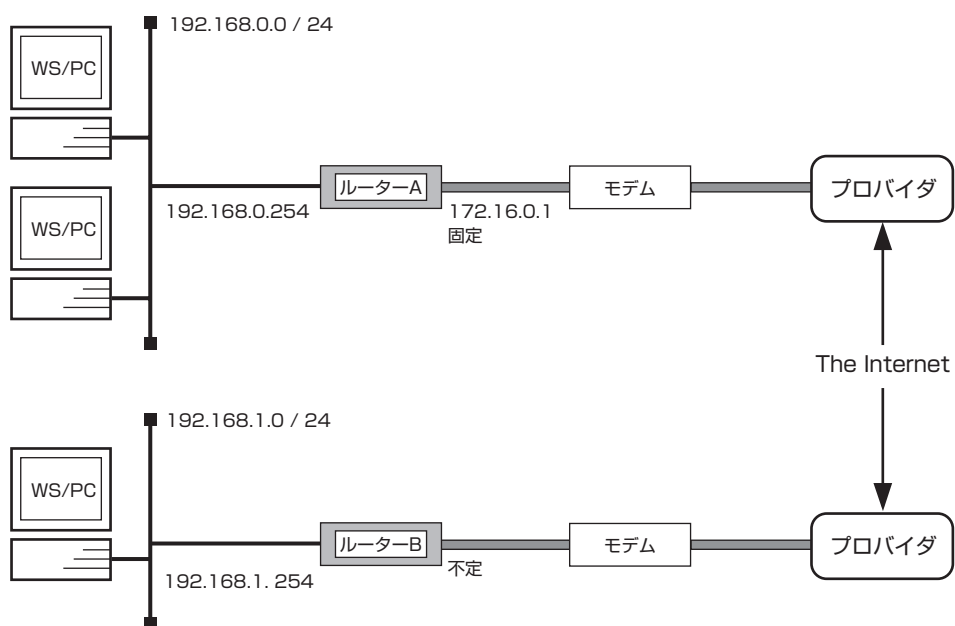 192.168.0.0 / 24
WS/PC
ルーターA
モデム
プロバイダ
192.168.0.254
172.16.0.1
固定
WS/PC
The Internet
192.168.1.0 / 24
WS/PC
ルーターB
モデム
プロバイダ
不定
192.168.1. 254